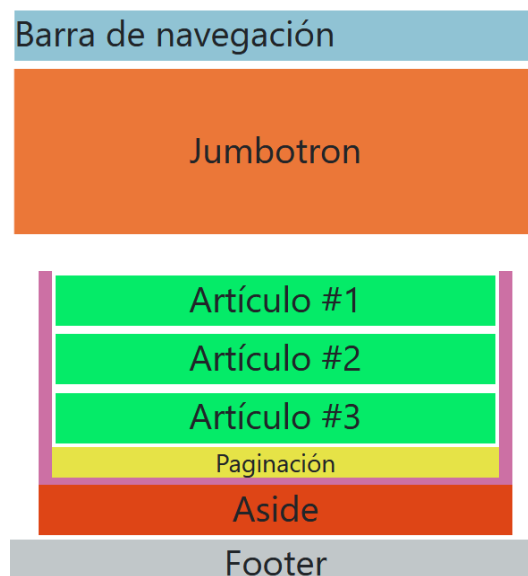 Barra de navegación
Jumbotron
Artículo #1
Artículo #2
Artículo #3
Paginación
Aside
Footer